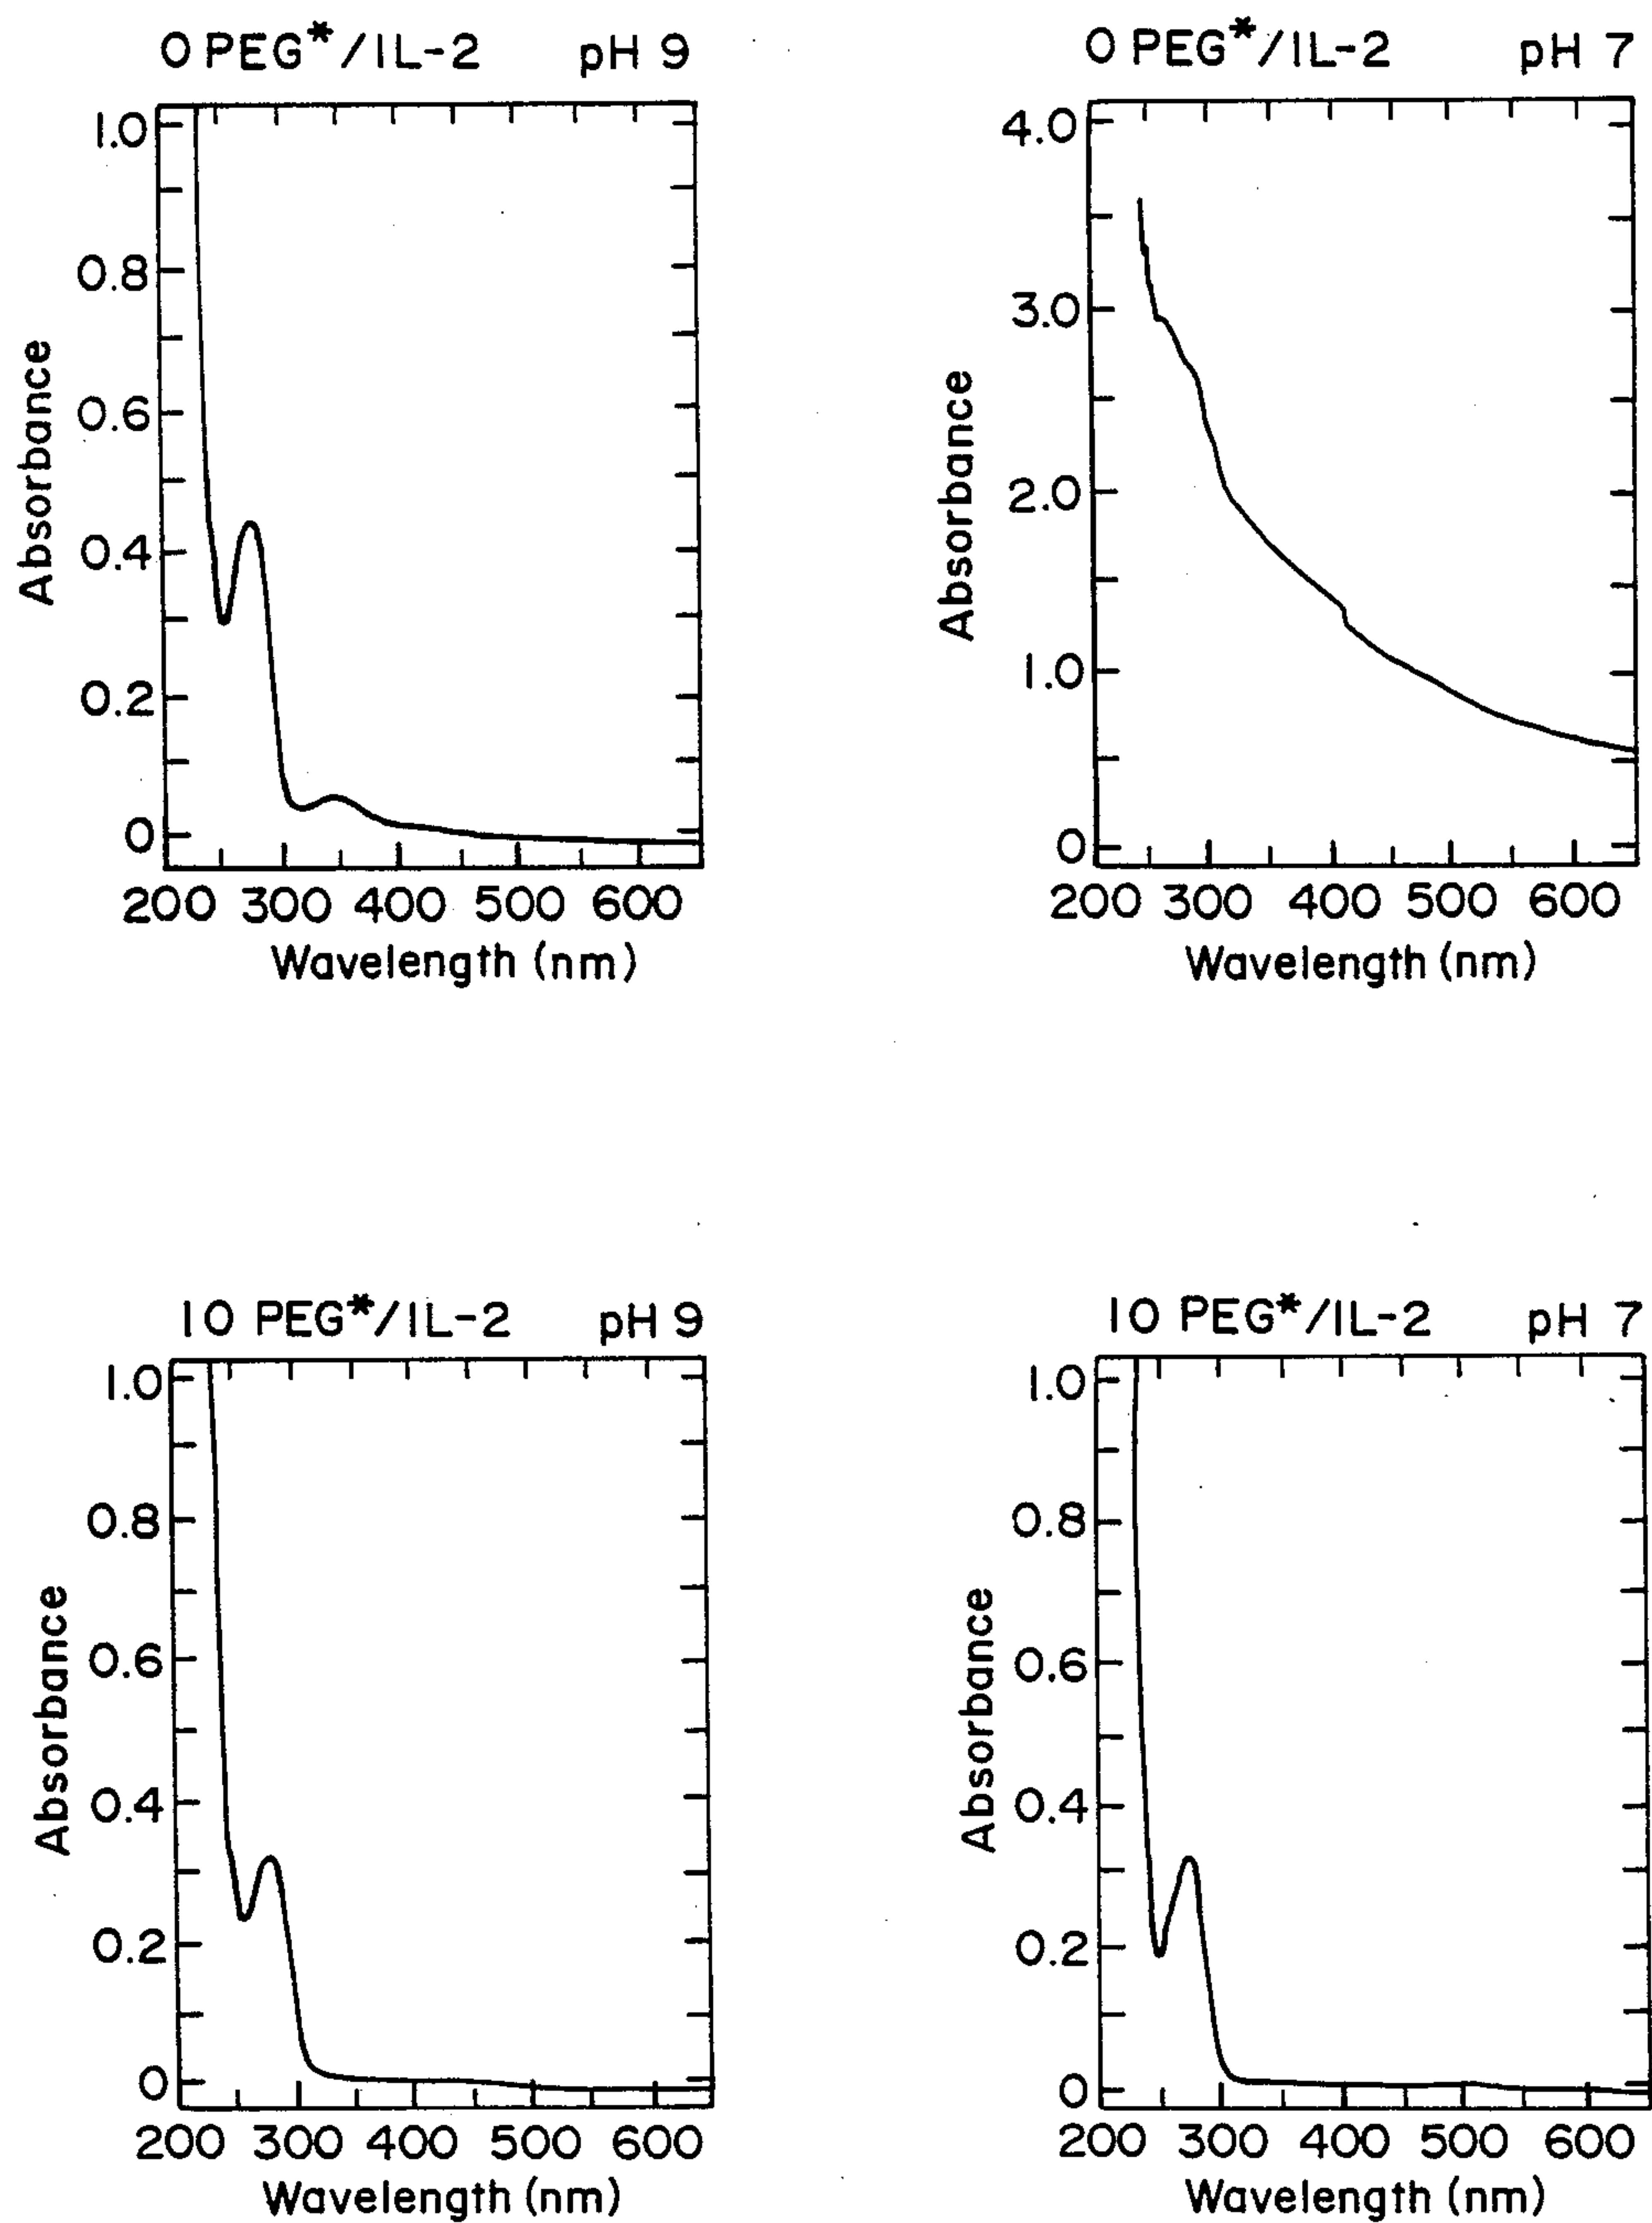 0 PEG*/IL-2 pH 9
1.0
0.8
0.6
0.4
0.2
0
Absorbance
200 300 400 500 600
Wavelength (nm)
0 PEG*/IL-2 pH 7
4.0
3.0
2.0
1.0
0
Absorbance
200 300 400 500 600
Wavelength (nm)
10 PEG*/IL-2 pH 9
1.0
0.8
0.6
0.4
0.2
0
Absorbance
200 300 400 500 600
Wavelength (nm)
10 PEG*/IL-2 pH 7
1.0
0.8
0.6
0.4
0.2
0
Absorbance
200 300 400 500 600
Wavelength (nm)